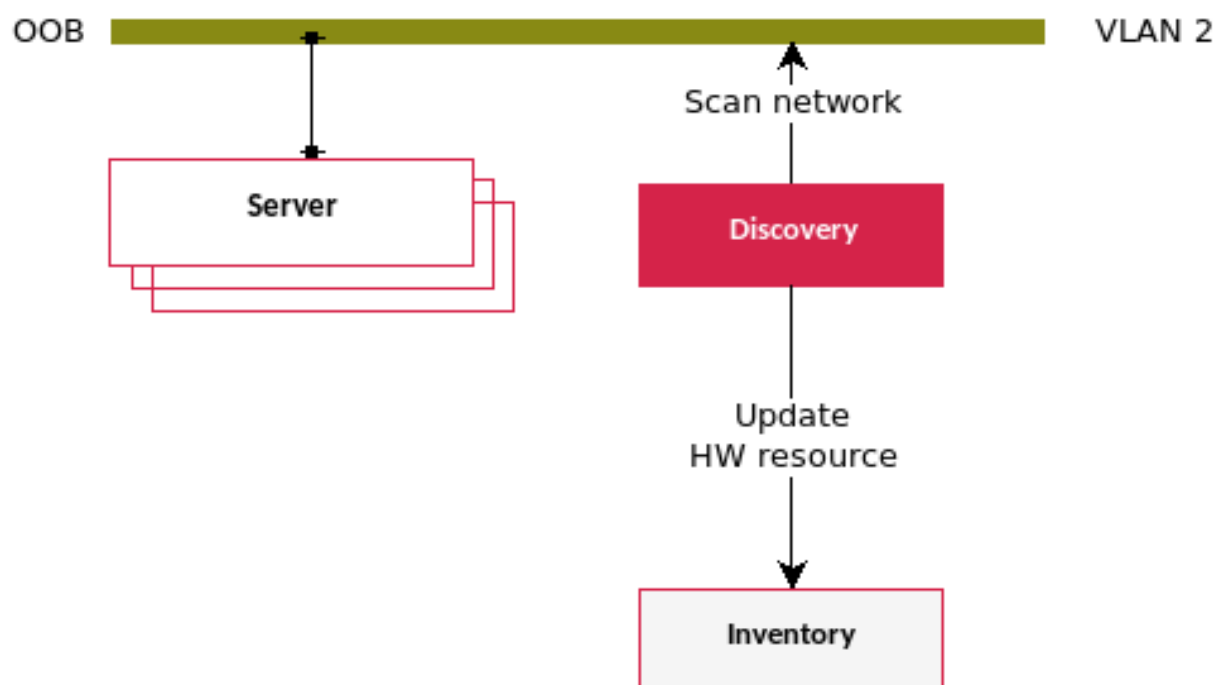 OOB
VLAN 2
Scan network
Server
Discovery
Update
HW resource
Inventory